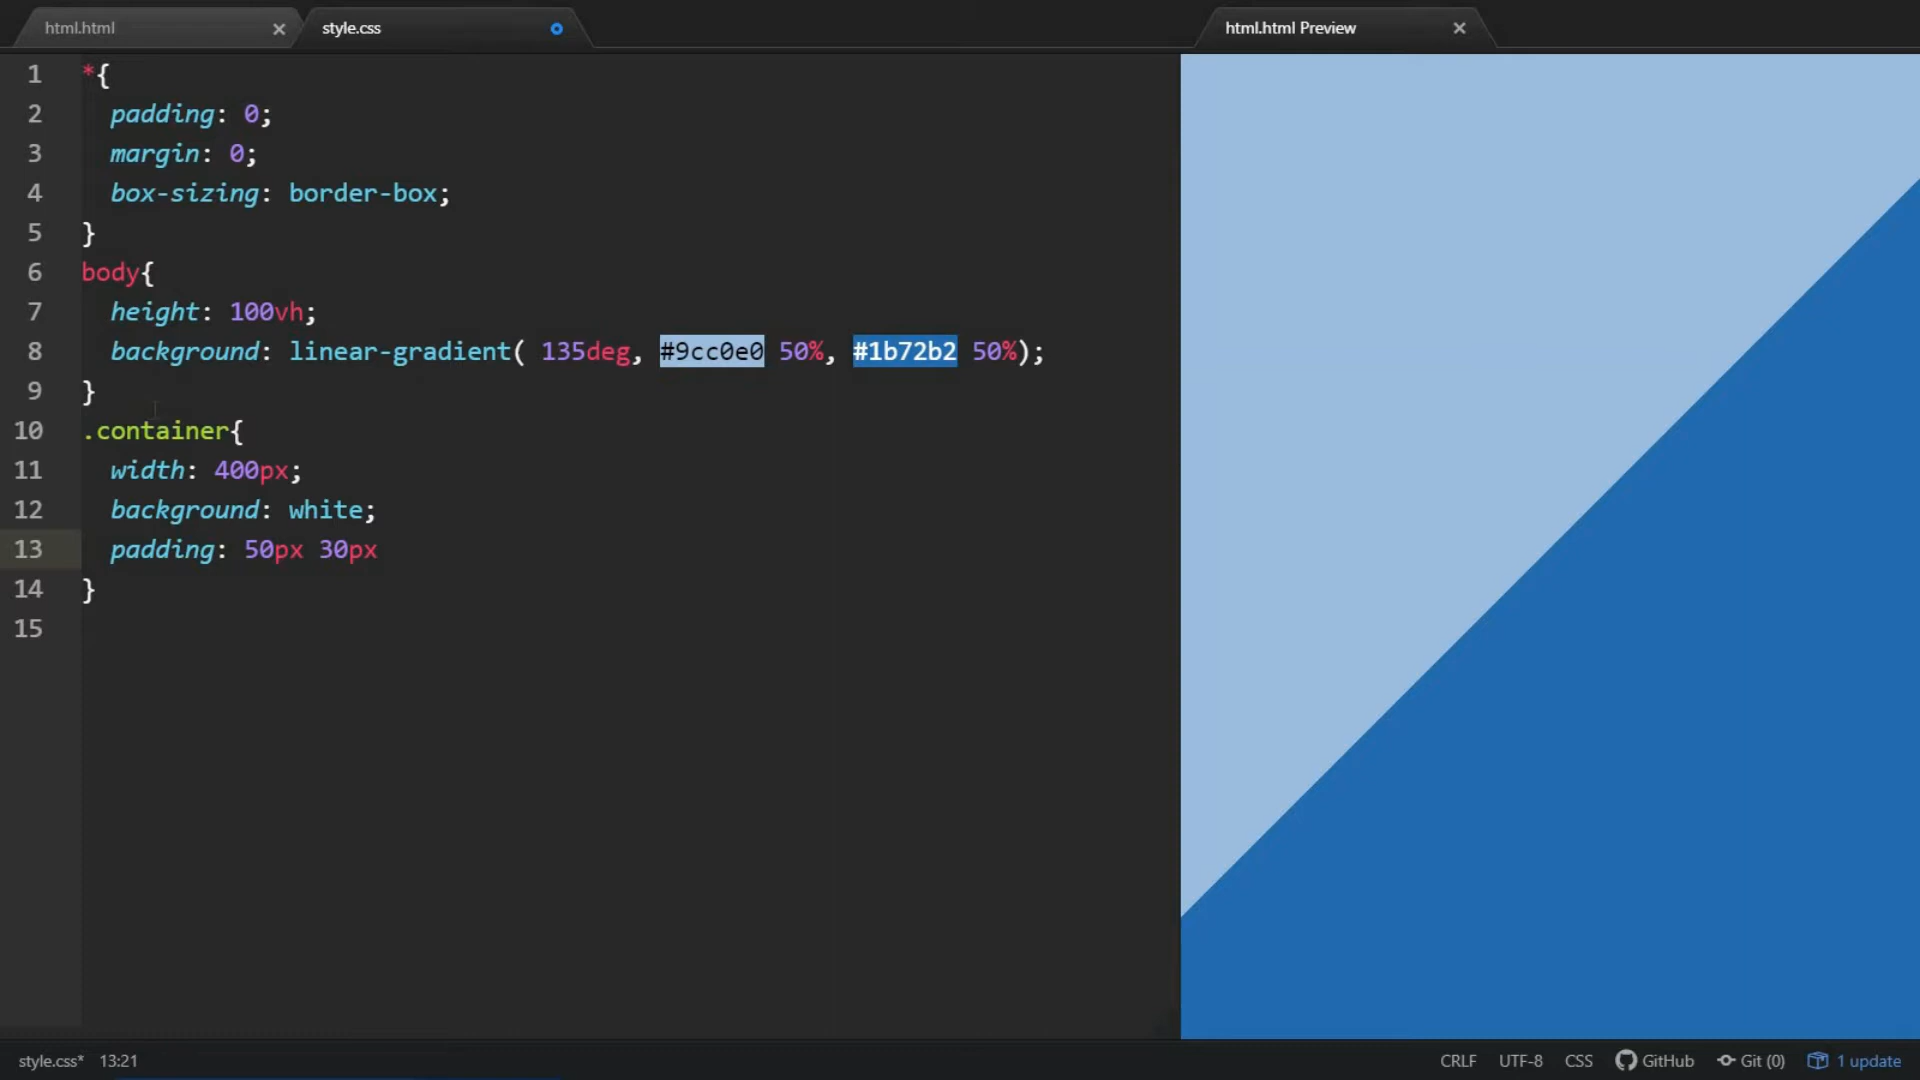 html.html
style.css
html.html Preview
1 *{
2 padding: 0;
3 margin: 0;
4 box-sizing: border-box;
5 }
6 body{
7 height: 100vh;
8 background: linear-gradient( 135deg, #9cc0e0 50%, #1b72b2 50%);
9 }
10 .container{
11 width: 400px;
12 background: white;
13 padding: 50px 30px
14 }
15
style.css* 13:21 CRLF UTF-8 CSS GitHub Git (0) 1 update